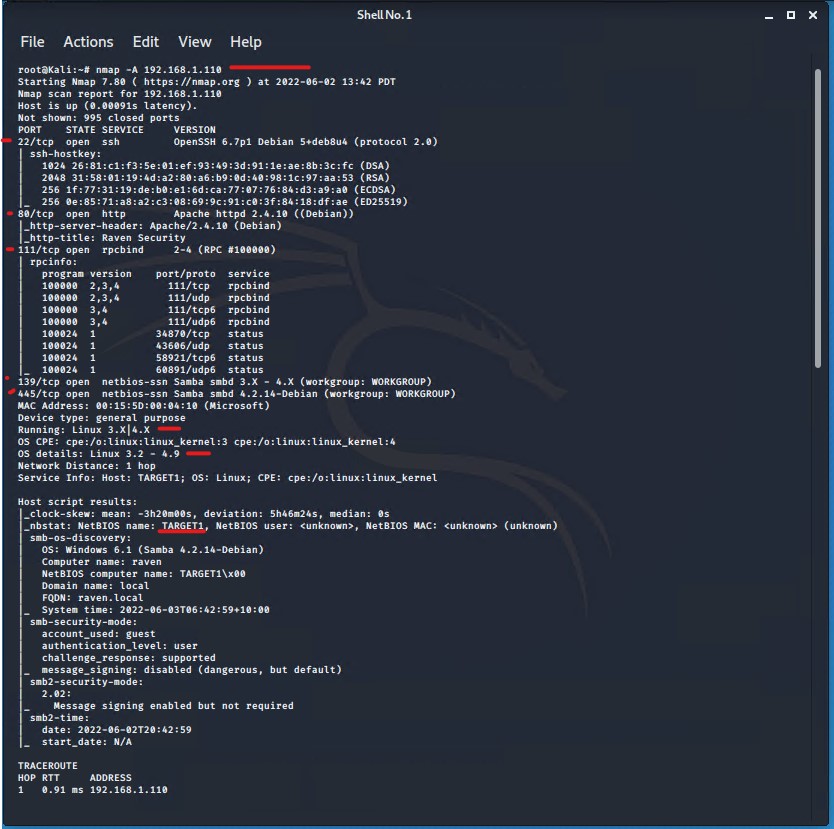 Shell No. 1
File Actions Edit View Help
root@Kali:~# nmap -A 192.168.1.110
Starting Nmap 7.80 ( https://nmap.org ) at 2022-06-02 13:42 PDT
Nmap scan report for 192.168.1.110
Host is up (0.00091s latency).
Not shown: 995 closed ports
PORT    STATE SERVICE     VERSION
22/tcp  open  ssh         OpenSSH 6.7p1 Debian 5+deb8u4 (protocol 2.0)
| ssh-hostkey:
|   1024 26:81:c1:f3:5e:01:ef:93:49:3d:91:1e:ae:8b:3c:fc (DSA)
|   2048 31:58:01:19:4d:a2:80:a6:b9:0d:40:98:1c:97:aa:53 (RSA)
|   256 1f:77:31:19:de:b0:e1:6d:ca:77:07:76:84:d3:a9:a0 (ECDSA)
|_  256 0e:85:71:a8:a2:c3:08:69:9c:91:c0:3f:84:18:df:ae (ED25519)
80/tcp  open  http        Apache httpd 2.4.10 ((Debian))
|_http-server-header: Apache/2.4.10 (Debian)
|_http-title: Raven Security
111/tcp open  rpcbind     2-4 (RPC #100000)
| rpcinfo:
|   program version    port/proto  service
|   100000  2,3,4        111/tcp   rpcbind
|   100000  2,3,4        111/udp   rpcbind
|   100000  3,4          111/tcp6  rpcbind
|   100000  3,4          111/udp6  rpcbind
|   100024  1          34870/tcp   status
|   100024  1          43606/udp   status
|   100024  1          58921/tcp6  status
|_  100024  1          60891/udp6  status
139/tcp open  netbios-ssn Samba smbd 3.X - 4.X (workgroup: WORKGROUP)
445/tcp open  netbios-ssn Samba smbd 4.2.14-Debian (workgroup: WORKGROUP)
MAC Address: 00:15:5D:00:04:10 (Microsoft)
Device type: general purpose
Running: Linux 3.X|4.X
OS CPE: cpe:/o:linux:linux_kernel:3 cpe:/o:linux:linux_kernel:4
OS details: Linux 3.2 - 4.9
Network Distance: 1 hop
Service Info: Host: TARGET1; OS: Linux; CPE: cpe:/o:linux:linux_kernel
Host script results:
|_clock-skew: mean: -3h20m00s, deviation: 5h46m24s, median: 0s
|_nbstat: NetBIOS name: TARGET1, NetBIOS user: <unknown>, NetBIOS MAC: <unknown> (unknown)
| smb-os-discovery:
|   OS: Windows 6.1 (Samba 4.2.14-Debian)
|   Computer name: raven
|   NetBIOS computer name: TARGET1\x00
|   Domain name: local
|   FQDN: raven.local
|_  System time: 2022-06-03T06:42:59+10:00
| smb-security-mode:
|   account_used: guest
|   authentication_level: user
|   challenge_response: supported
|_  message_signing: disabled (dangerous, but default)
| smb2-security-mode:
|   2.02:
|_    Message signing enabled but not required
| smb2-time:
|   date: 2022-06-02T20:42:59
|_  start_date: N/A
TRACEROUTE
HOP RTT     ADDRESS
1   0.91 ms 192.168.1.110